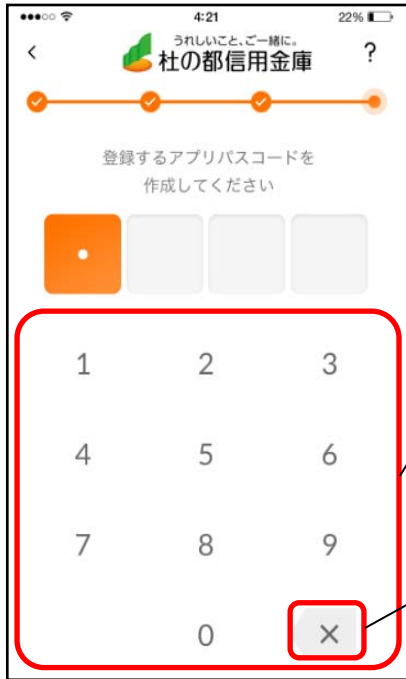 4:21
22%
うれしいこと、ご一緒に。
杜の都信用金庫
?
登録するアプリパスコードを
作成してください
1 2 3
4 5 6
7 8 9
0 ×